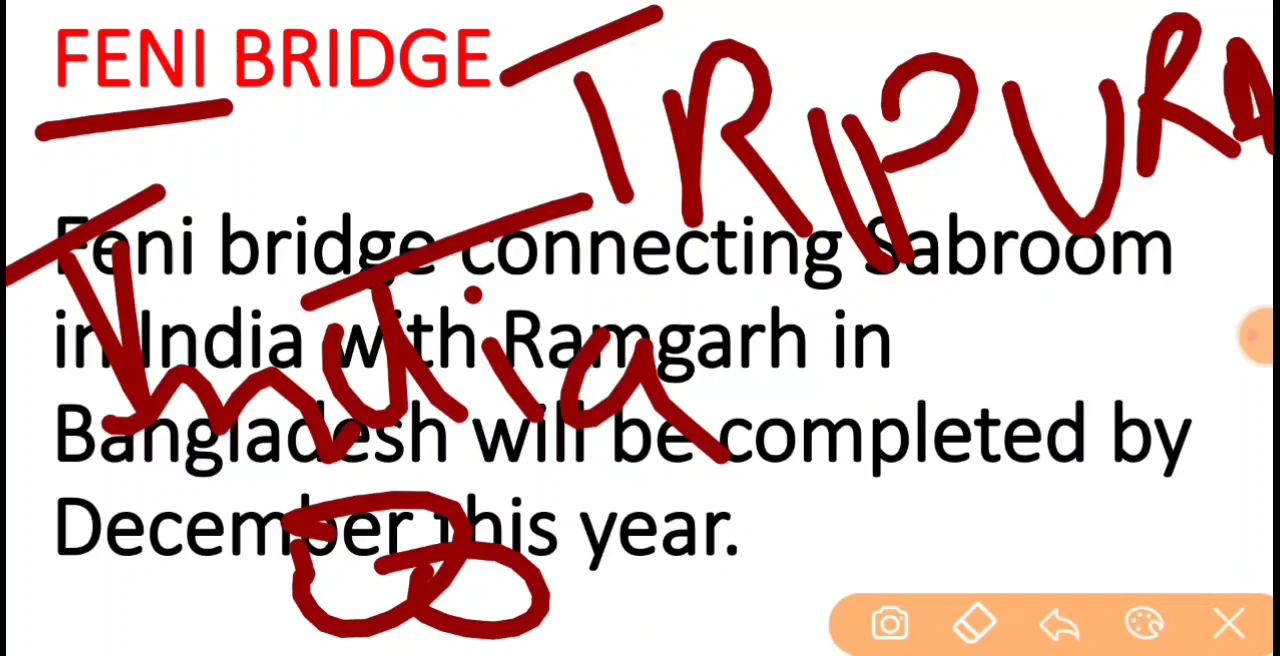 FENI BRIDGE
TRIPURA
Feni bridge connecting Sabroom
in India with Ramgarh in
India
Bangladesh will be completed by
December this year.